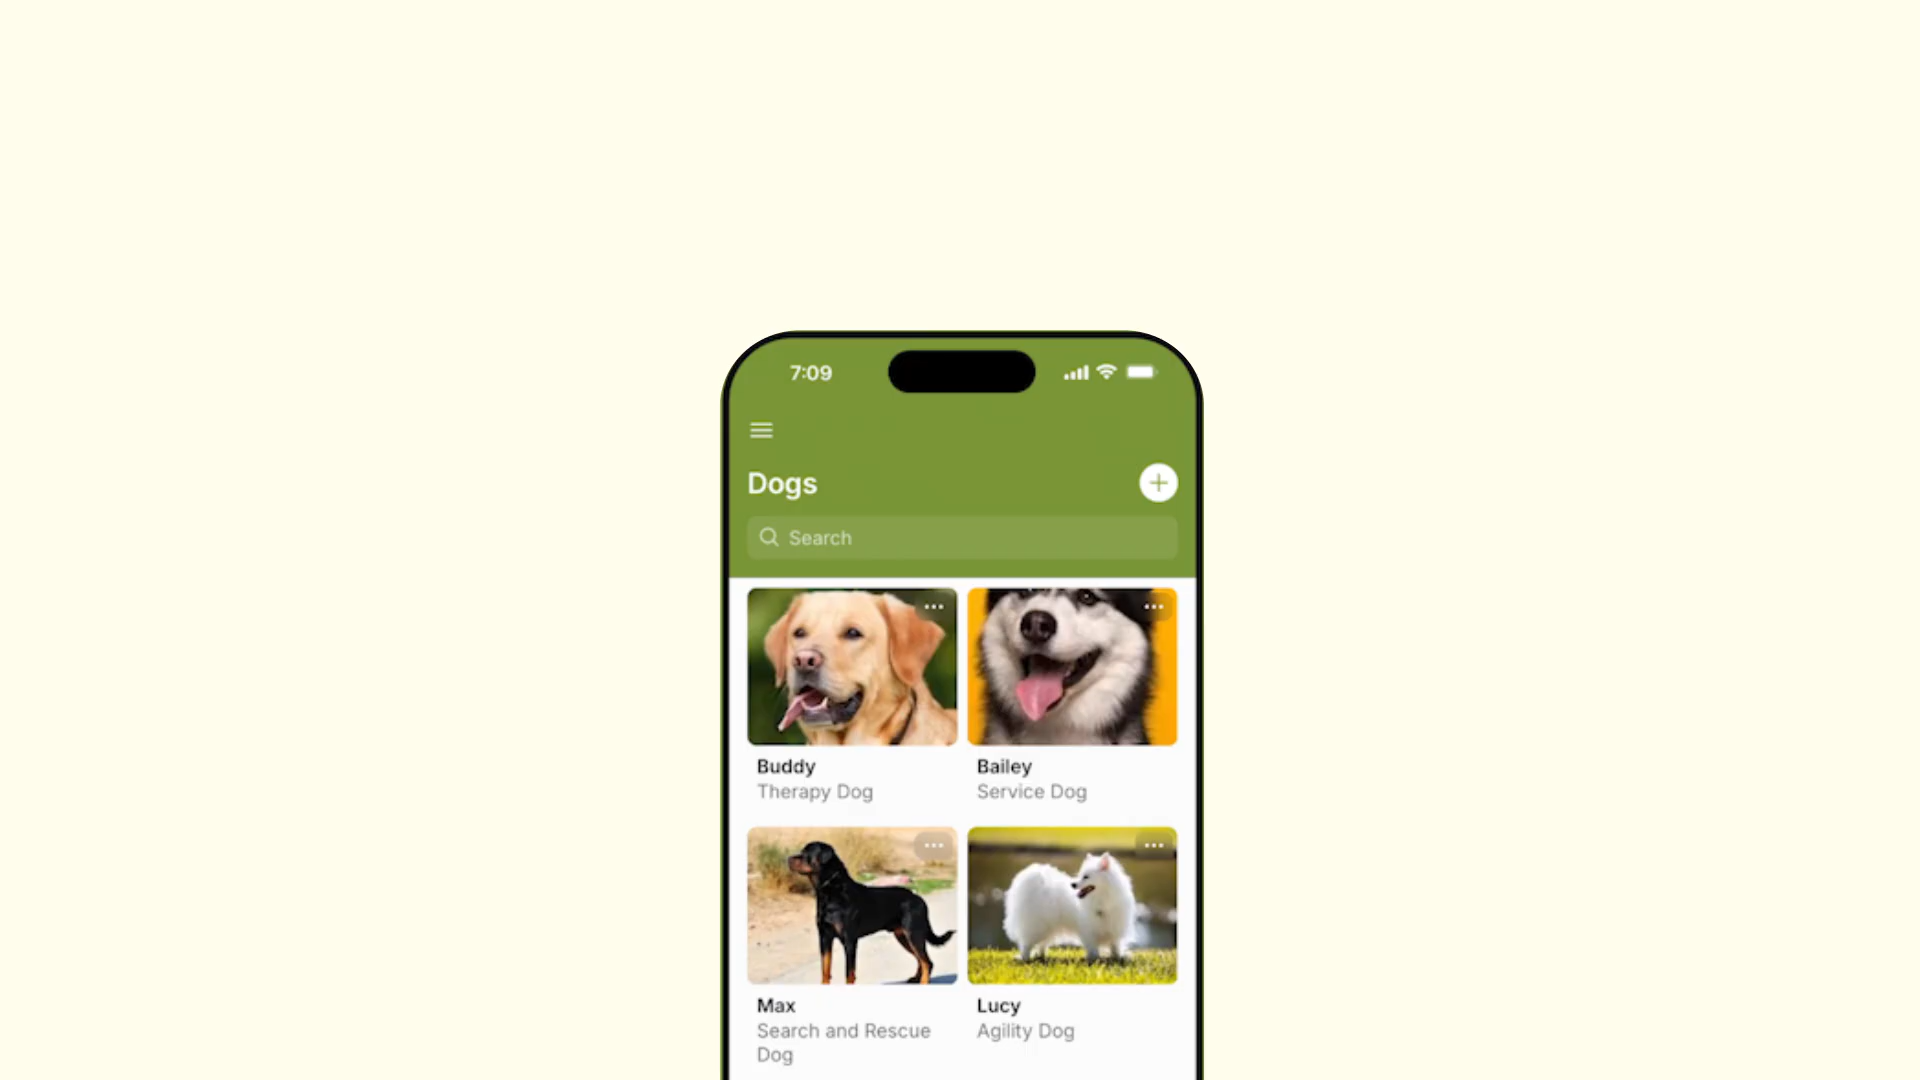 7:09
Dogs
Search
Buddy
Therapy Dog
Bailey
Service Dog
Max
Search and Rescue
Dog
Lucy
Agility Dog